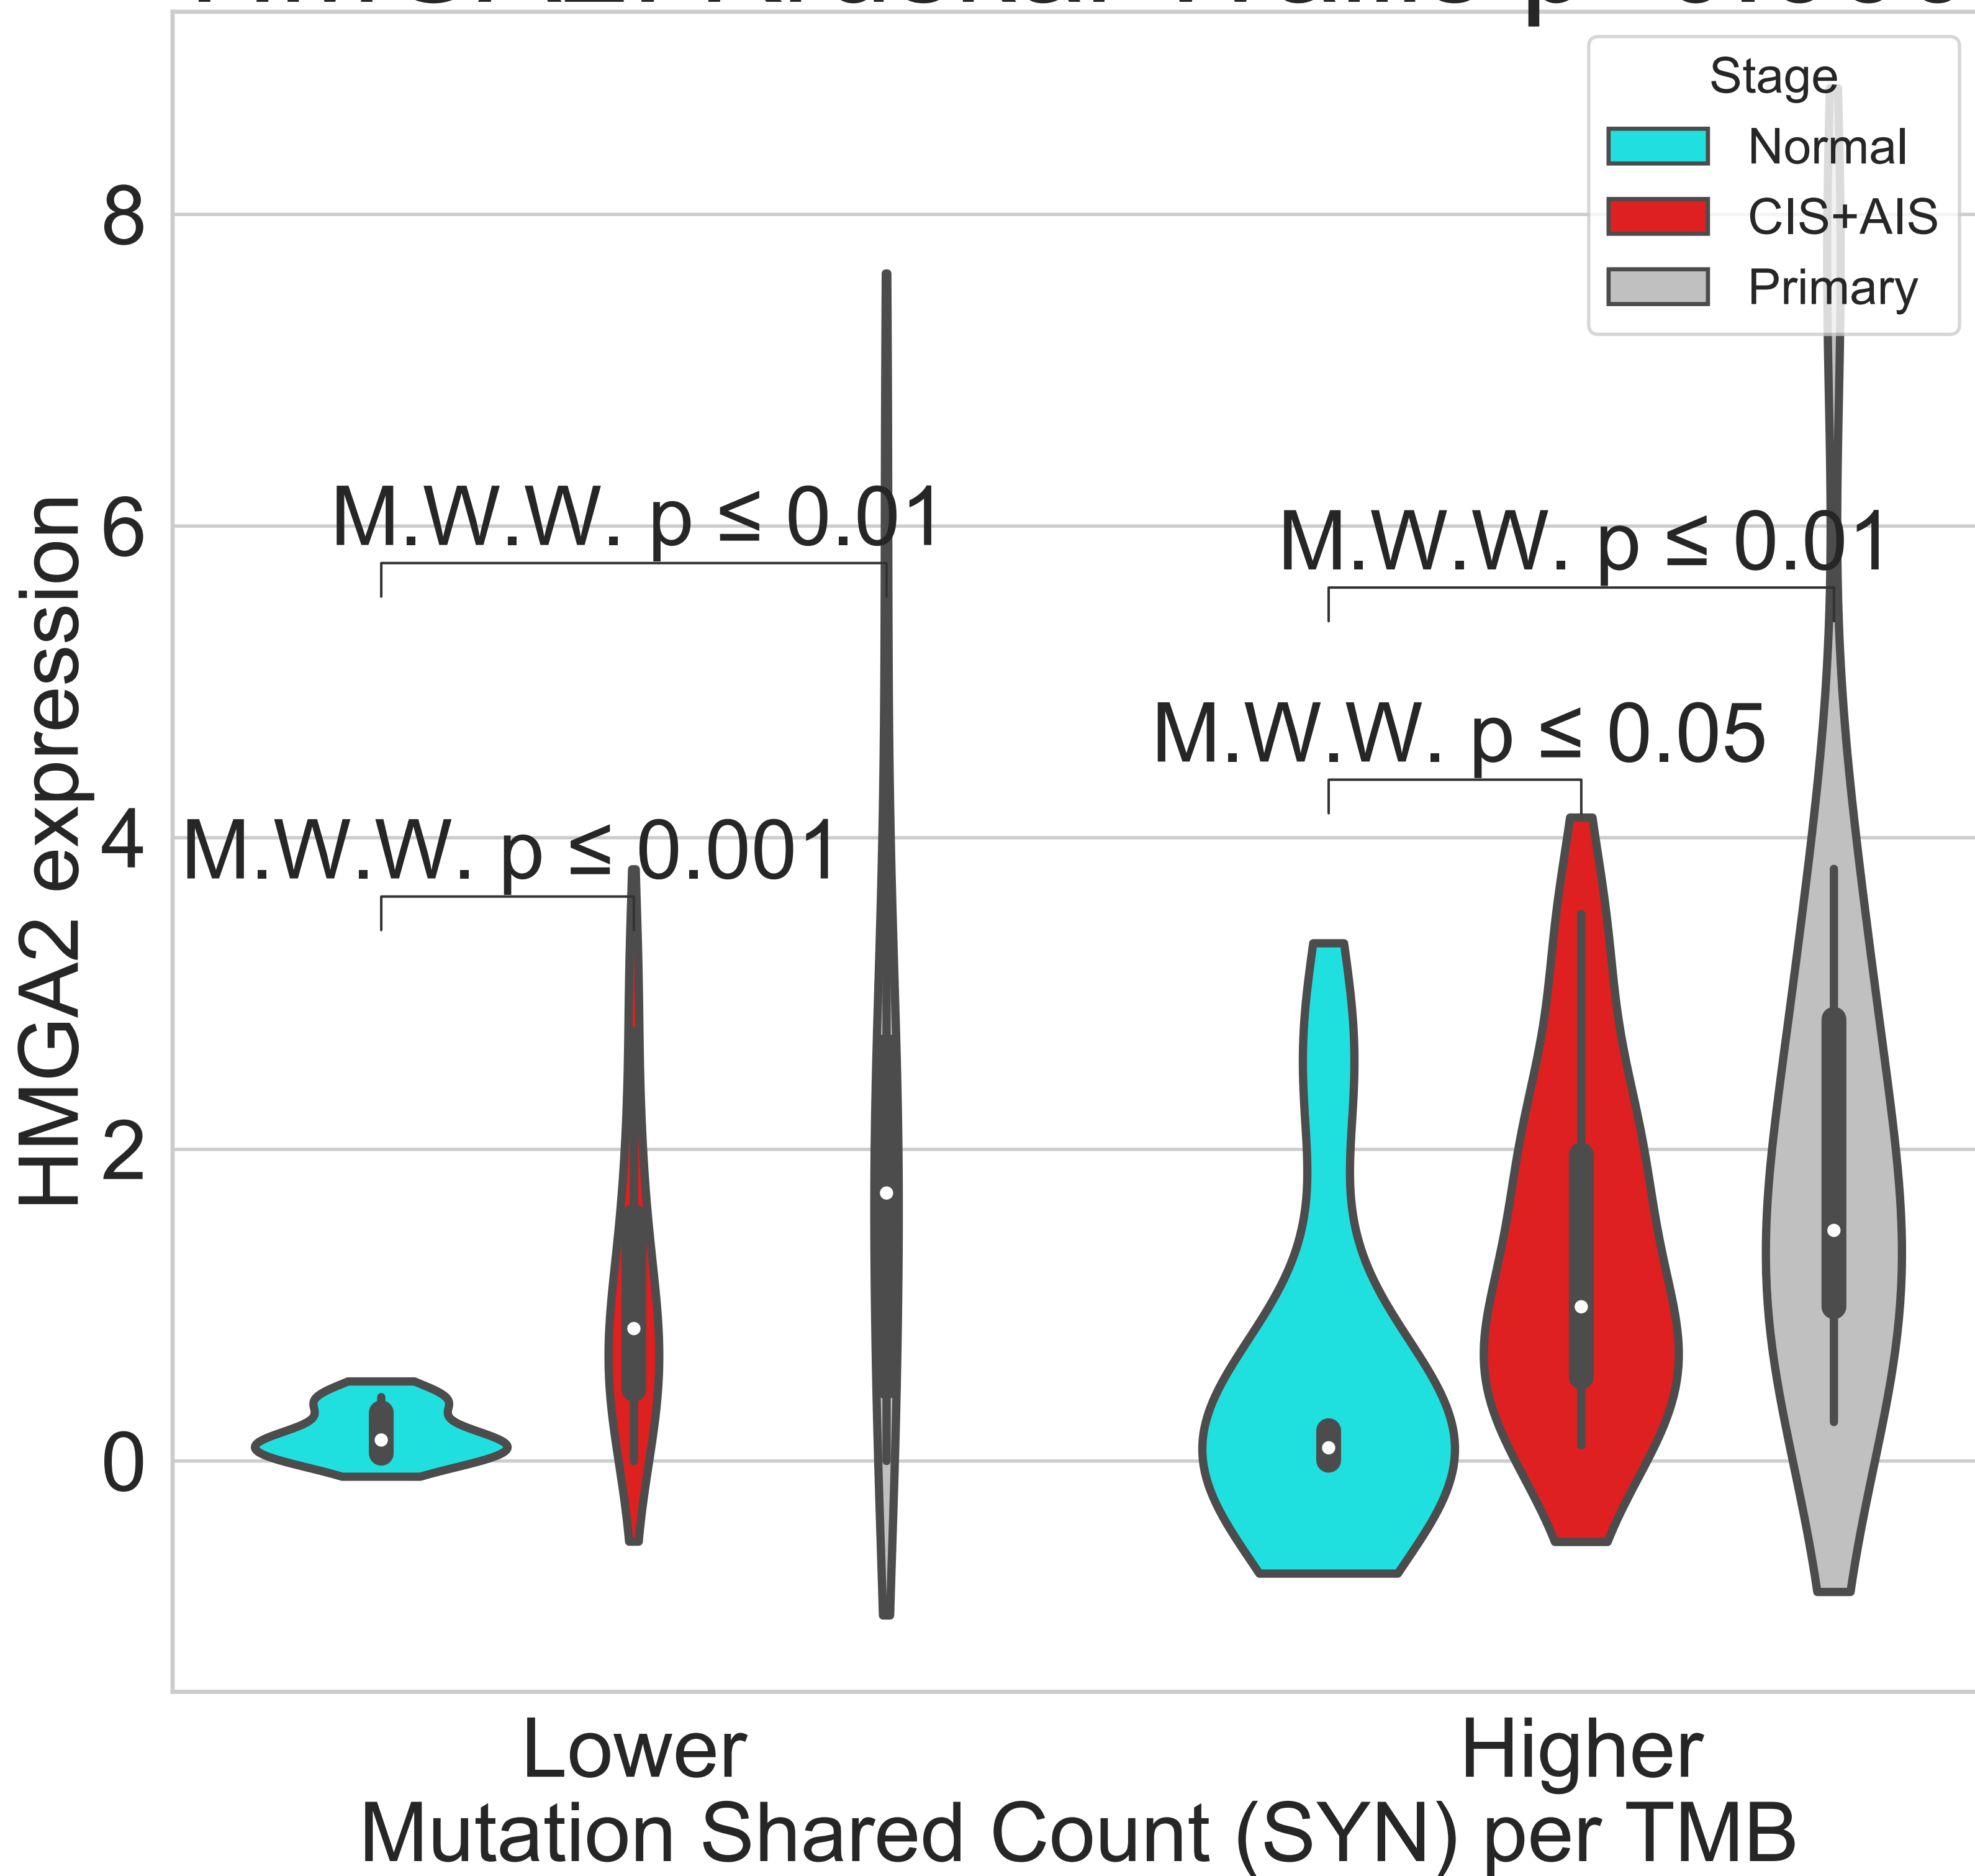 Stage
Normal
CIS+AIS
Primary
8
6
4
2
0
HMGA2 expression
M.W.W. p ≤ 0.01
M.W.W. p ≤ 0.01
M.W.W. p ≤ 0.05
M.W.W. p ≤ 0.001
Lower
Higher
Mutation Shared Count (SYN) per TMB